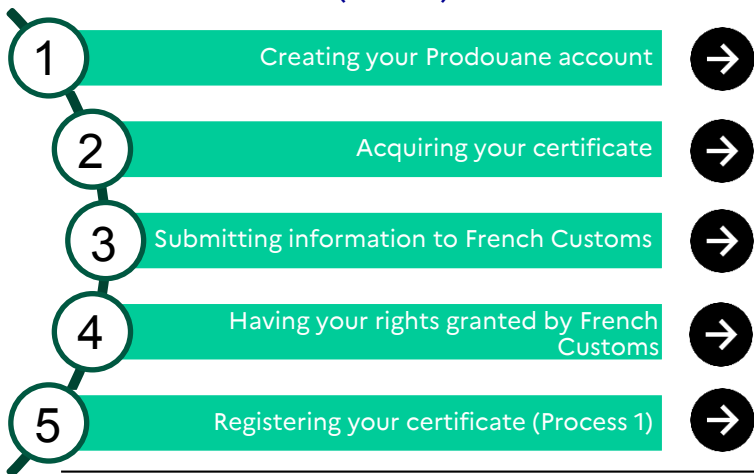 1
Creating your Prodouane account
2
Acquiring your certificate
3
Submitting information to French Customs
4
Having your rights granted by French
Customs
5
Registering your certificate (Process 1)